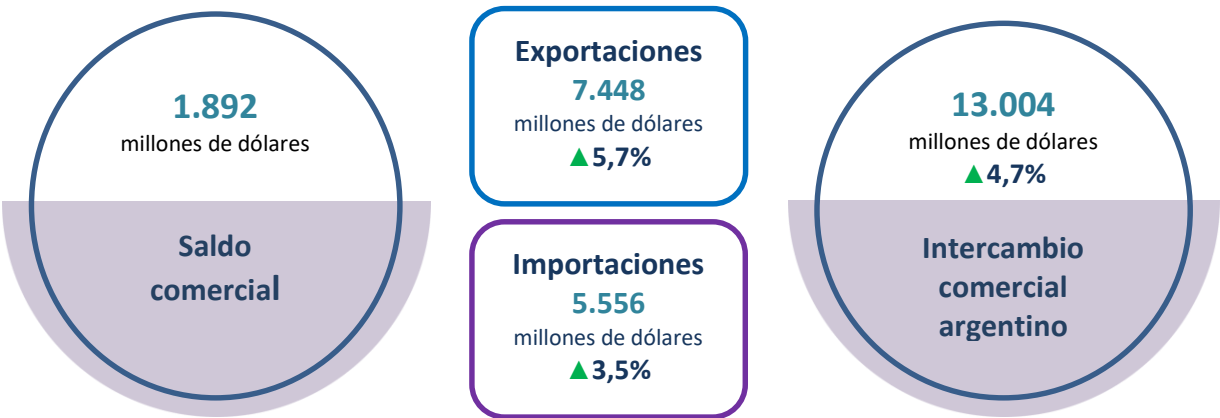 1.892
millones de dólares
Saldo
comercial
Exportaciones
7.448
millones de dólares
▲5,7%
Importaciones
5.556
millones de dólares
▲3,5%
13.004
millones de dólares
▲4,7%
Intercambio
comercial
argentino